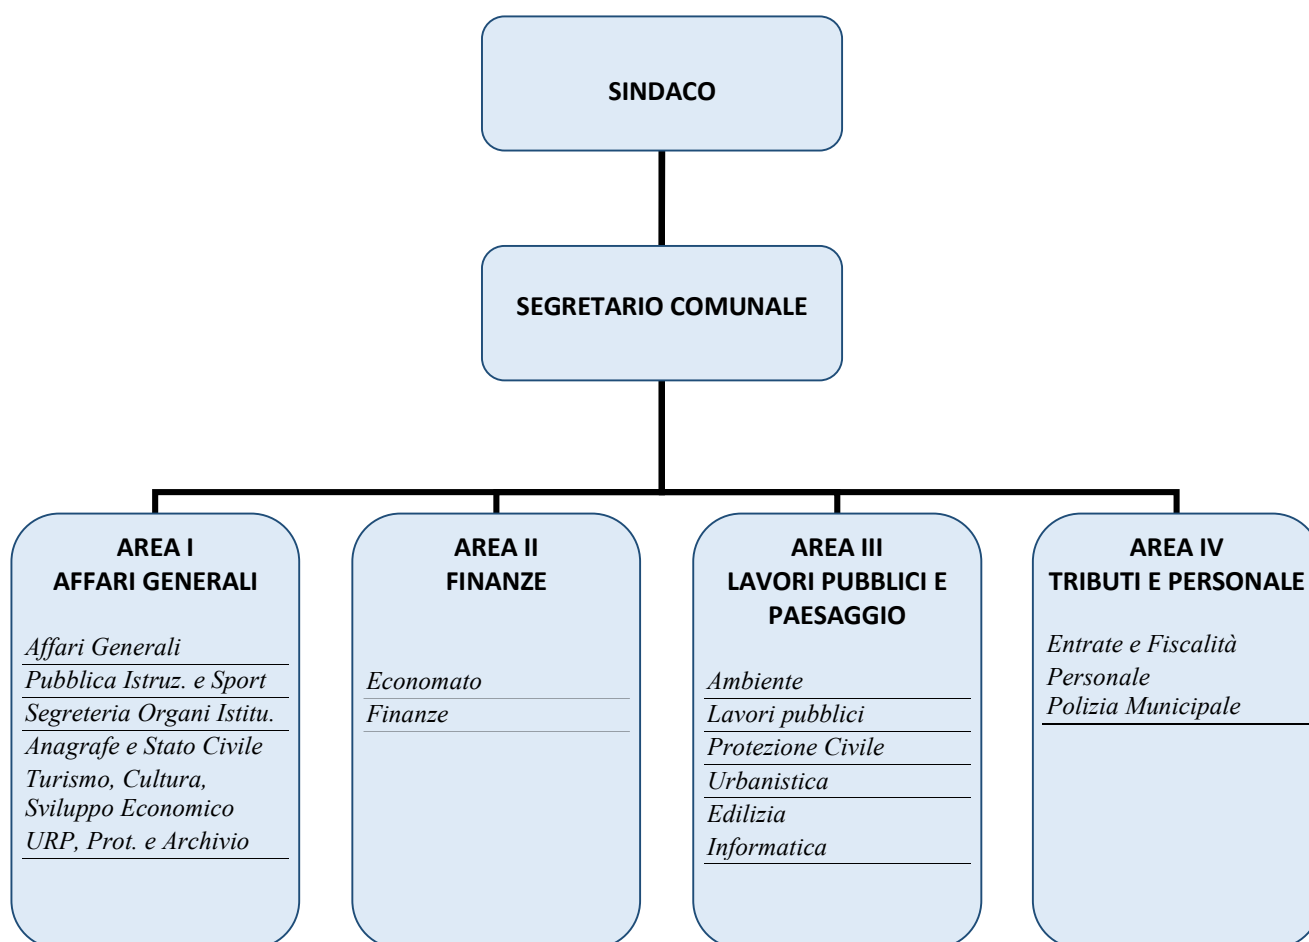 SINDACO
SEGRETARIO COMUNALE
AREA I
AFFARI GENERALI
Affari Generali
Pubblica Istruz. e Sport
Segreteria Organi Istitu.
Anagrafe e Stato Civile
Turismo, Cultura,
Sviluppo Economico
URP, Prot. e Archivio
AREA II
FINANZE
Economato
Finanze
AREA III
LAVORI PUBBLICI E
PAESAGGIO
Ambiente
Lavori pubblici
Protezione Civile
Urbanistica
Edilizia
Informatica
AREA IV
TRIBUTI E PERSONALE
Entrate e Fiscalità
Personale
Polizia Municipale